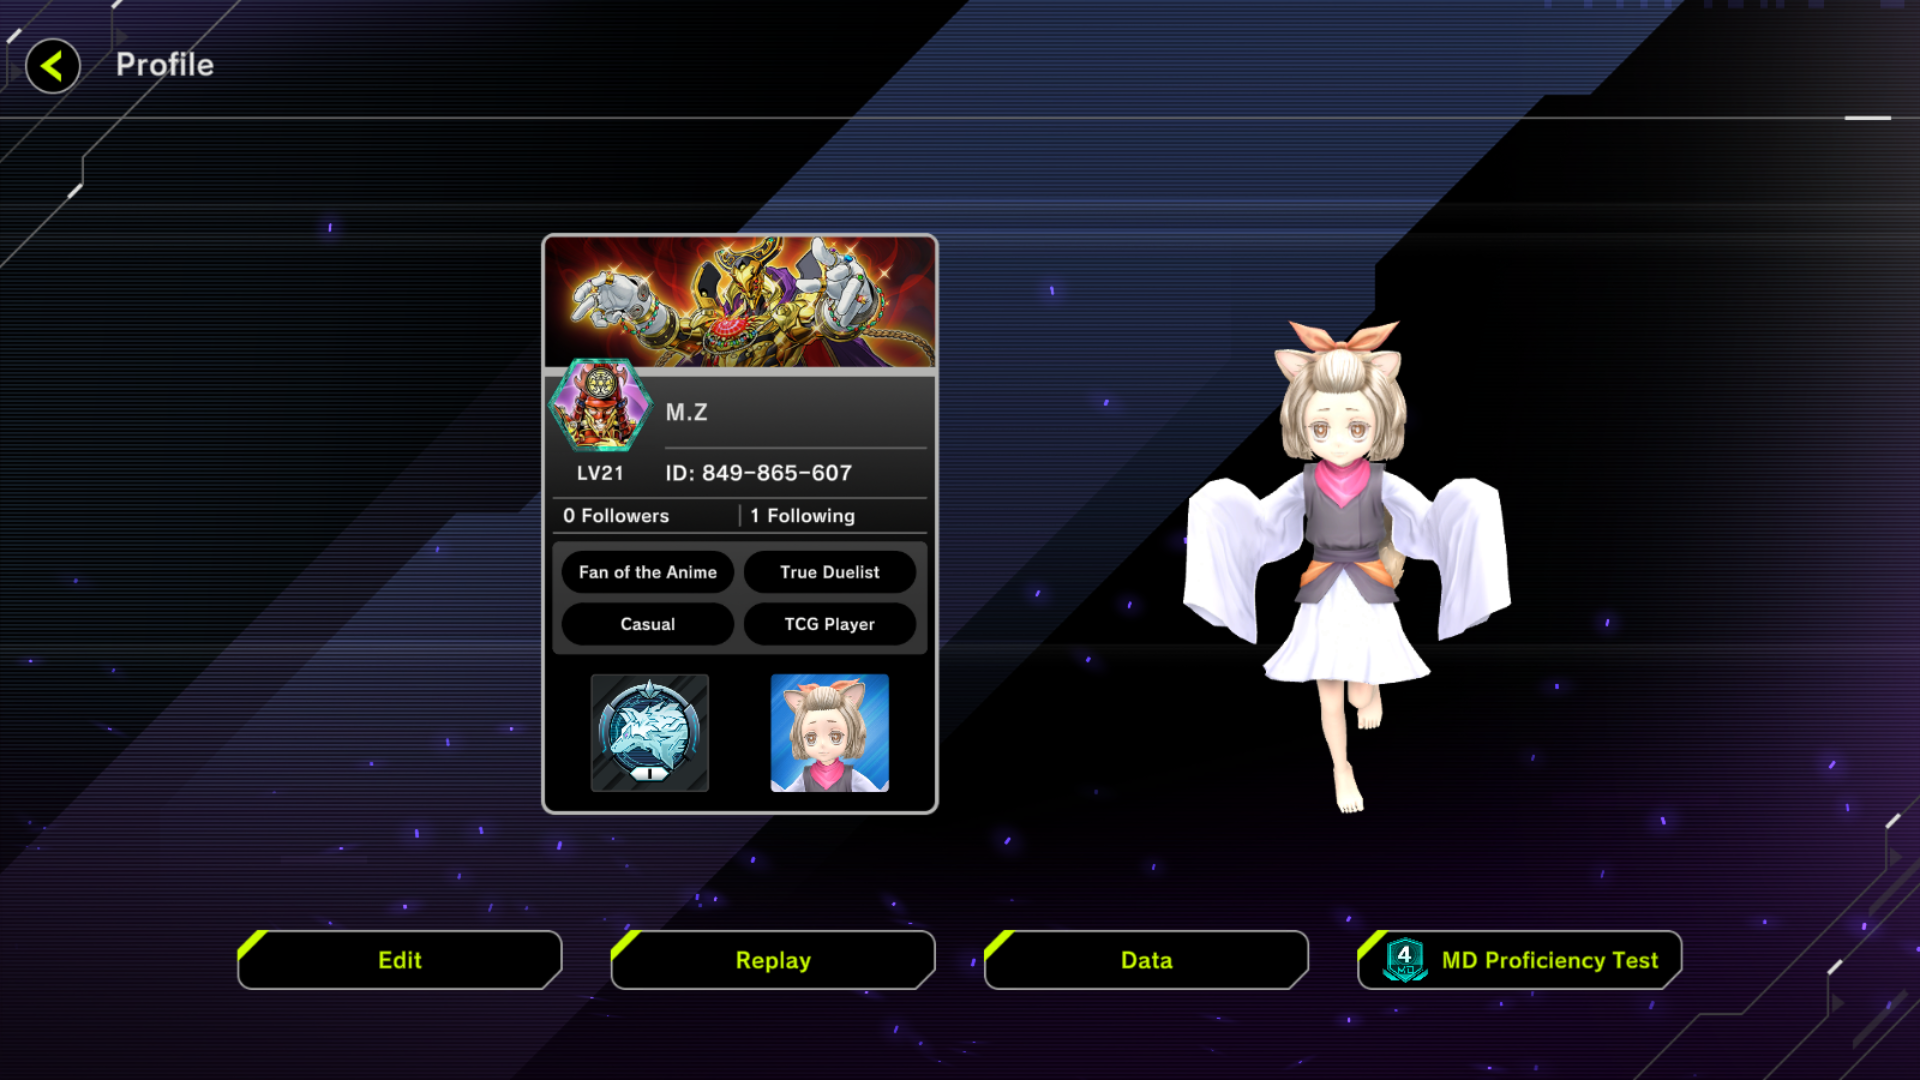 Profile
M.Z
LV21
ID: 849-865-607
0 Followers
1 Following
Fan of the Anime
True Duelist
Casual
TCG Player
I
Edit
Replay
Data
4
MD
MD Proficiency Test